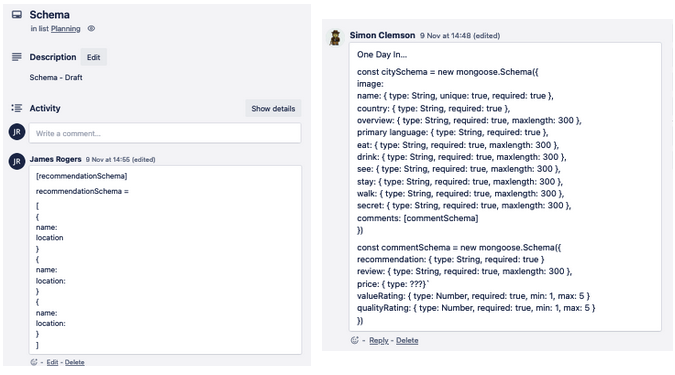 Schema
in list Planning
Description Edit
Schema - Draft
Activity Show details
JR Write a comment...
JR James Rogers 9 Nov at 14:55 (edited)
[recommendationSchema]
recommendationSchema =
[
{
name:
location
}
{
name:
location:
}
{
name:
location:
}
]
- Edit - Delete
Simon Clemson 9 Nov at 14:48 (edited)
One Day In...
const citySchema = new mongoose.Schema({
image:
name: { type: String, unique: true, required: true },
country: { type: String, required: true },
overview: { type: String, required: true, maxlength: 300 },
primary language: { type: String, required: true },
eat: { type: String, required: true, maxlength: 300 },
drink: { type: String, required: true, maxlength: 300 },
see: { type: String, required: true, maxlength: 300 },
stay: { type: String, required: true, maxlength: 300 },
walk: { type: String, required: true, maxlength: 300 },
secret: { type: String, required: true, maxlength: 300 },
comments: [commentSchema]
})
const commentSchema = new mongoose.Schema({
recommendation: { type: String, required: true }
review: { type: String, required: true, maxlength: 300 },
price: { type: ???}`
valueRating: { type: Number, required: true, min: 1, max: 5 }
qualityRating: { type: Number, required: true, min: 1, max: 5 }
})
- Reply - Delete